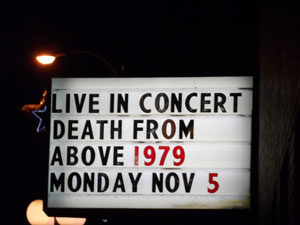 LIVE IN CONCERT
DEATH FROM
ABOVE 1979
MONDAY NOV 5